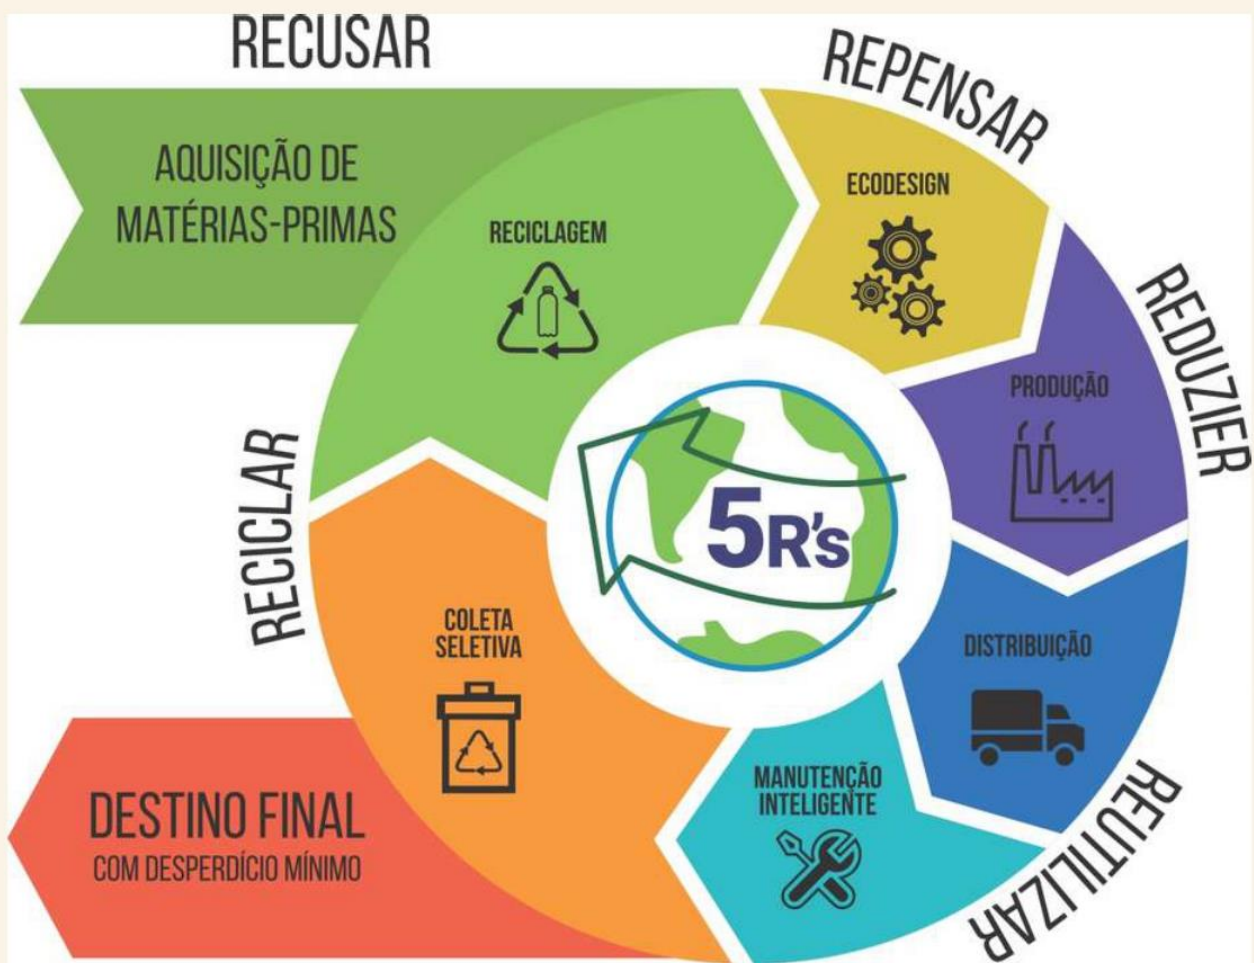 RECUSAR
REPENSAR
AQUISIÇÃO DE
MATÉRIAS-PRIMAS
RECICLAGEM
ECODESIGN
REDUZIER
PRODUÇÃO
5R's
RECICLAR
COLETA
SELETIVA
DISTRIBUIÇÃO
MANUTENÇÃO
INTELIGENTE
REUTILIZAR
DESTINO FINAL
COM DESPERDÍCIO MÍNIMO